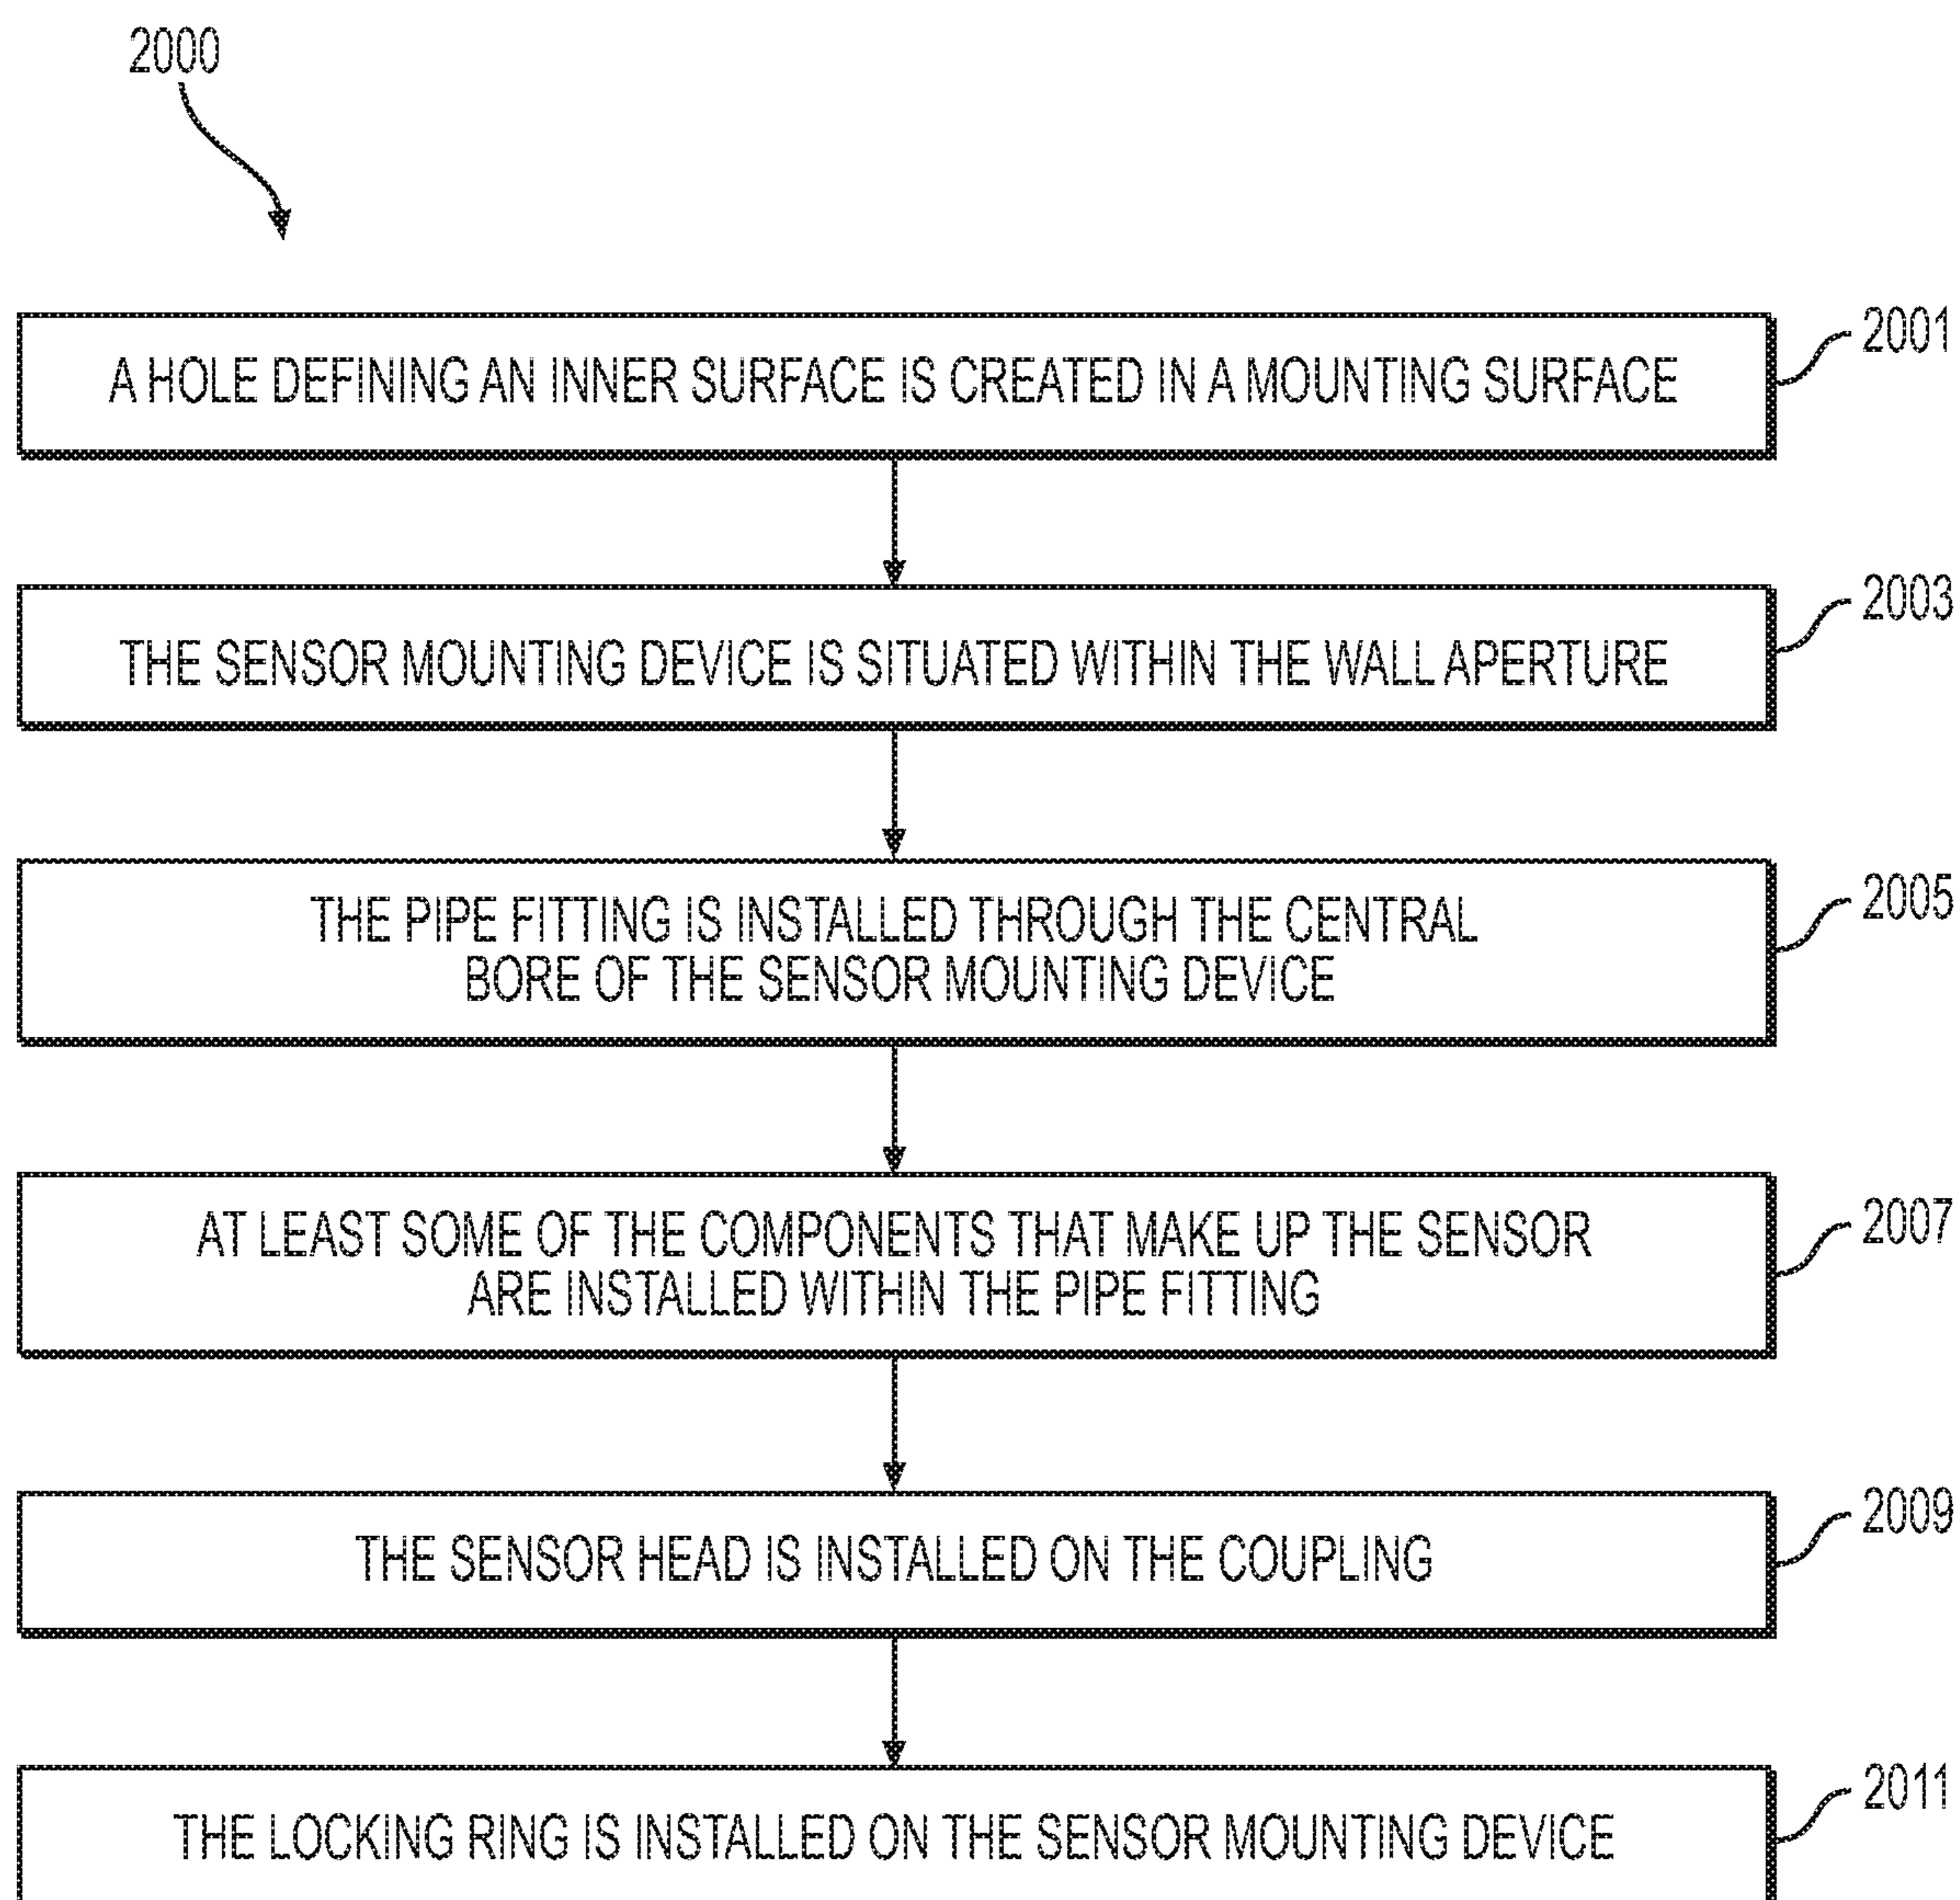 2000
A HOLE DEFINING AN INNER SURFACE IS CREATED IN A MOUNTING SURFACE
2001
THE SENSOR MOUNTING DEVICE IS SITUATED WITHIN THE WALL APERTURE
2003
THE PIPE FITTING IS INSTALLED THROUGH THE CENTRAL
BORE OF THE SENSOR MOUNTING DEVICE
2005
AT LEAST SOME OF THE COMPONENTS THAT MAKE UP THE SENSOR
ARE INSTALLED WITHIN THE PIPE FITTING
2007
THE SENSOR HEAD IS INSTALLED ON THE COUPLING
2009
THE LOCKING RING IS INSTALLED ON THE SENSOR MOUNTING DEVICE
2011